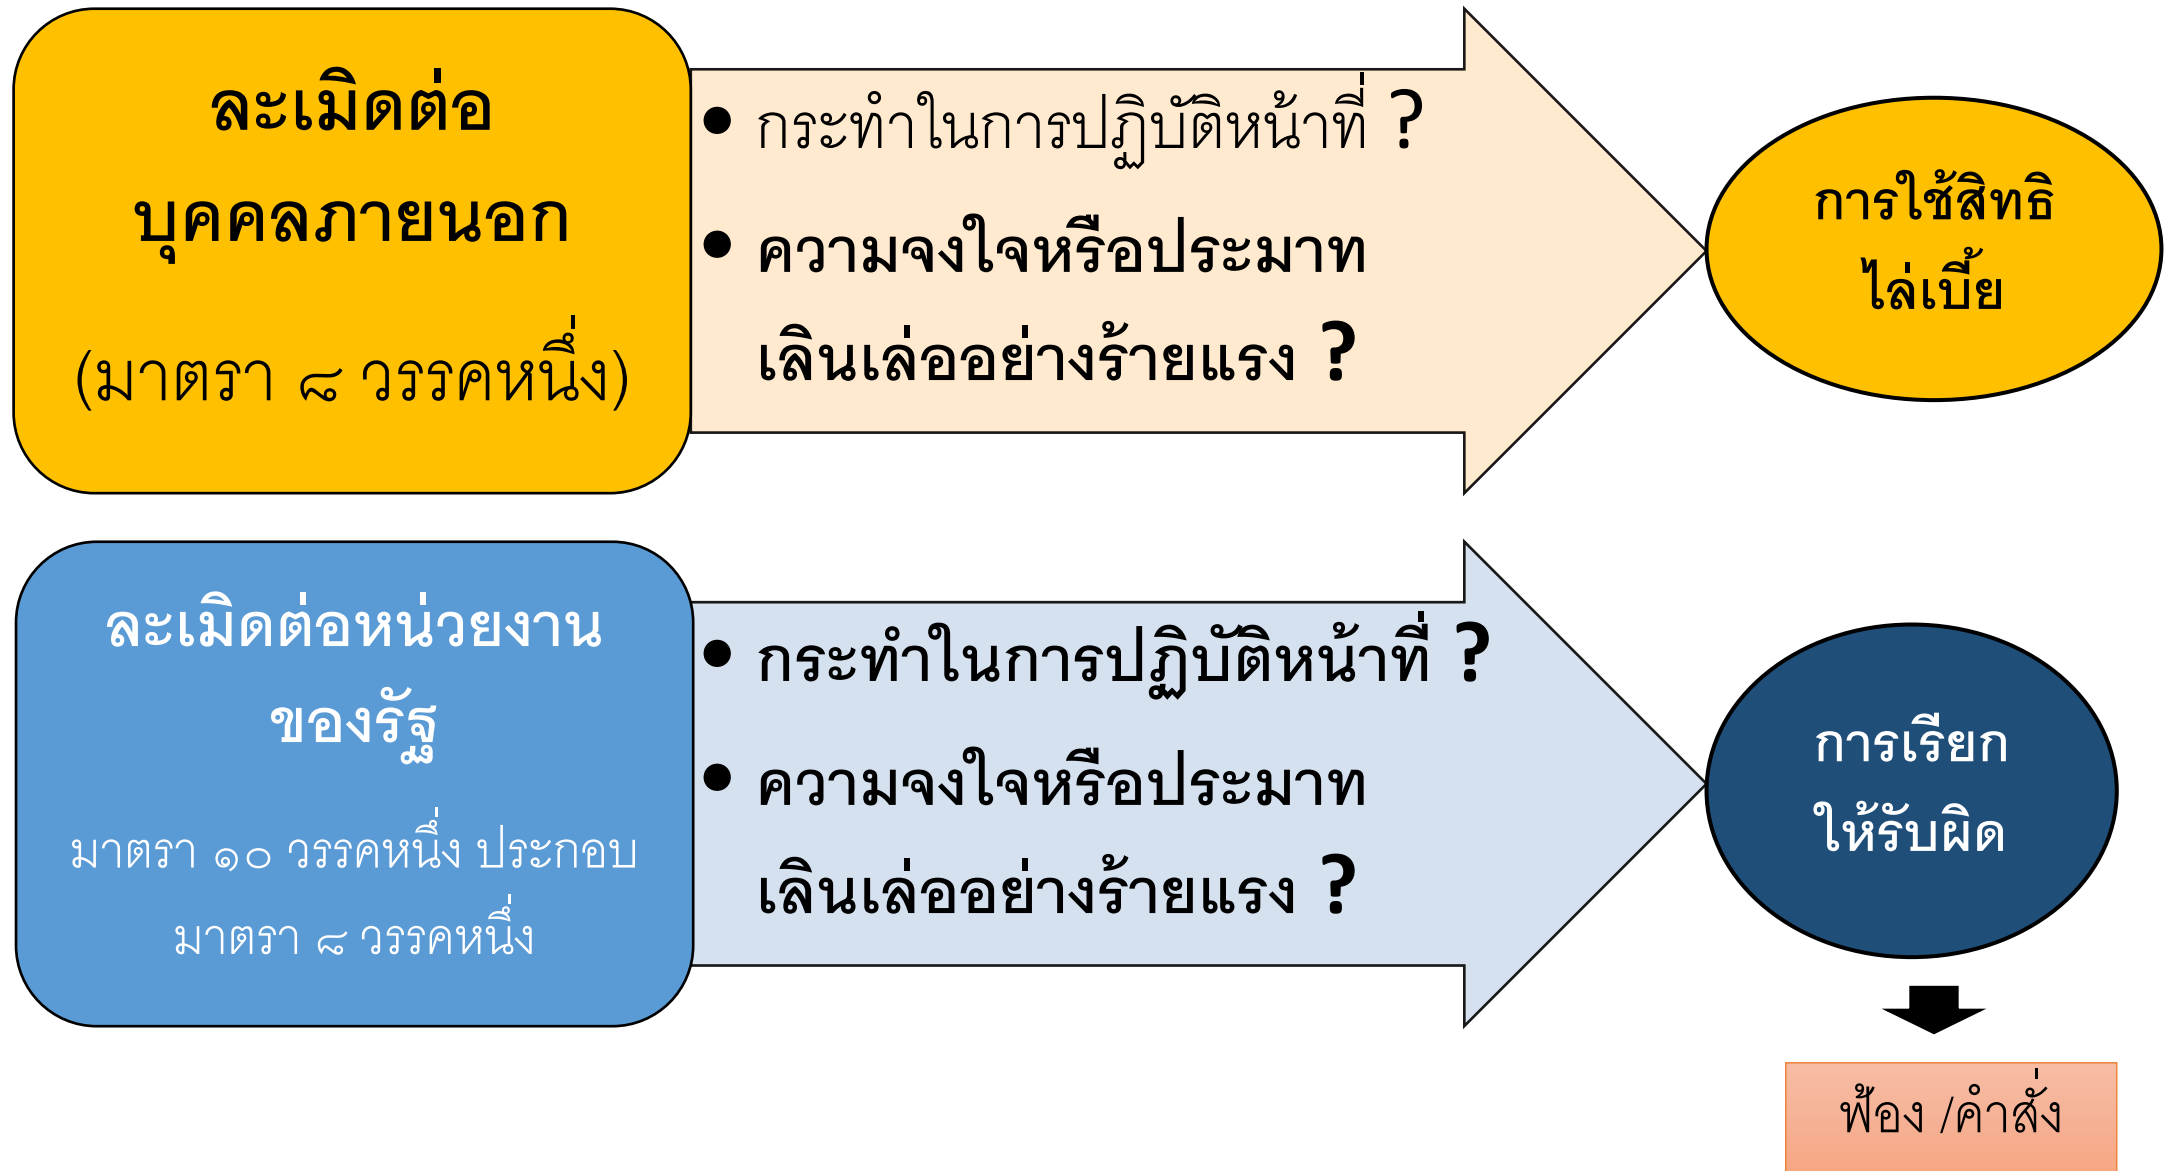 ละเมิดต่อ
บุคคลภายนอก
(มาตรา ๘ วรรคหนึ่ง)
• กระทำในการปฏิบัติหน้าที่ ?
• ความจงใจหรือประมาท
เลินเล่ออย่างร้ายแรง ?
การใช้สิทธิ
ไล่เบี้ย
ละเมิดต่อหน่วยงาน
ของรัฐ
มาตรา ๑๐ วรรคหนึ่ง ประกอบ
มาตรา ๘ วรรคหนึ่ง
• กระทำในการปฏิบัติหน้าที่ ?
• ความจงใจหรือประมาท
เลินเล่ออย่างร้ายแรง ?
การเรียก
ให้รับผิด
ฟ้อง /คำสั่ง